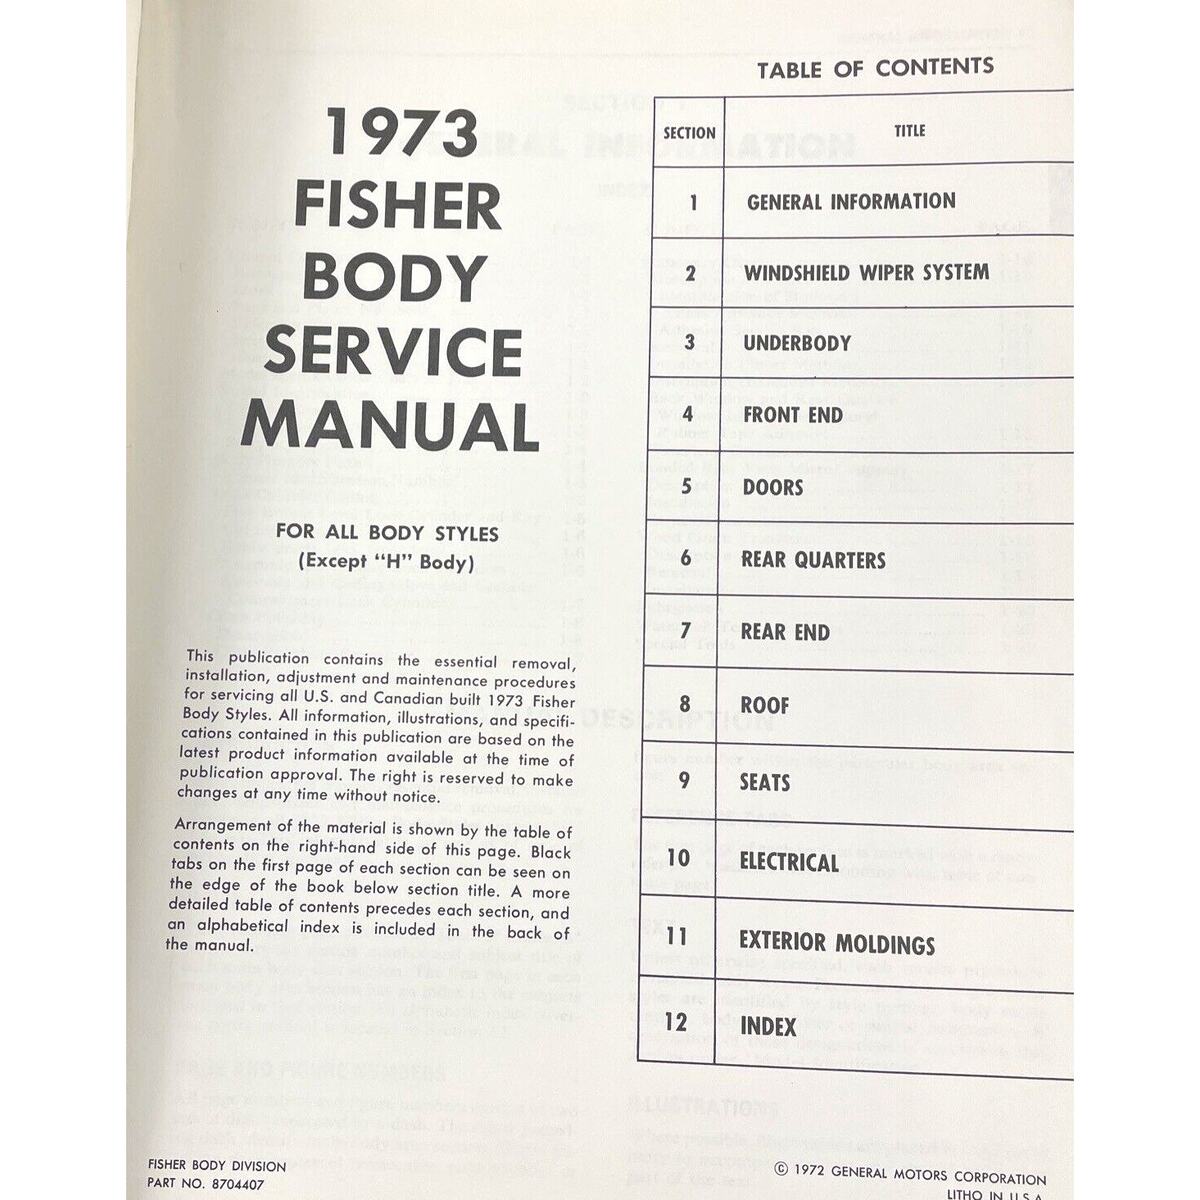 1973
FISHER
BODY
SERVICE
MANUAL
FOR ALL BODY STYLES
(Except "H" Body)
This publication contains the essential removal,
installation, adjustment and maintenance procedures
for servicing all U.S. and Canadian built 1973 Fisher
Body Styles. All information, illustrations, and specifi-
cations contained in this publication are based on the
latest product information available at the time of
publication approval. The right is reserved to make
changes at any time without notice.
Arrangement of the material is shown by the table of
contents on the right-hand side of this page. Black
tabs on the first page of each section can be seen on
the edge of the book below section title. A more
detailed table of contents precedes each section, and
an alphabetical index is included in the back of
the manual.
FISHER BODY DIVISION
PART NO. 8704407
TABLE OF CONTENTS
SECTION TITLE
1 GENERAL INFORMATION
2 WINDSHIELD WIPER SYSTEM
3 UNDERBODY
4 FRONT END
5 DOORS
6 REAR QUARTERS
7 REAR END
8 ROOF
9 SEATS
10 ELECTRICAL
11 EXTERIOR MOLDINGS
12 INDEX
© 1972 GENERAL MOTORS CORPORATION
LITHO IN U.S.A.